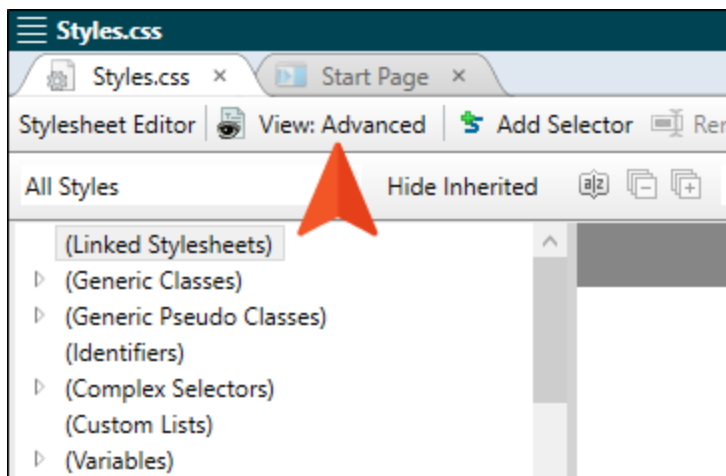 Styles.css
Styles.css × Start Page ×
Stylesheet Editor View: Advanced Add Selector
All Styles Hide Inherited a|z
(Linked Stylesheets)
(Generic Classes)
(Generic Pseudo Classes)
(Identifiers)
(Complex Selectors)
(Custom Lists)
(Variables)